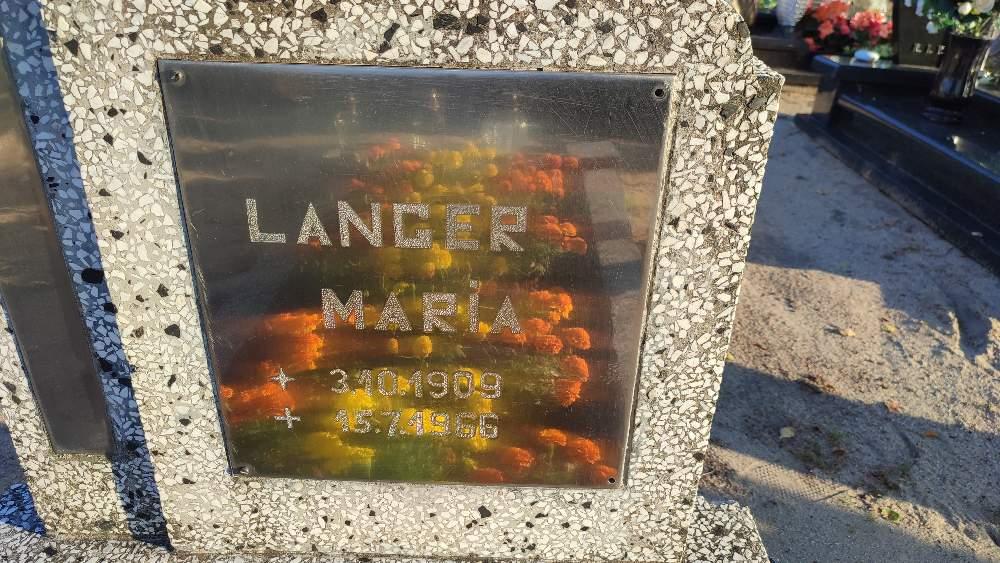 LANGER
MARIA
✦ 3.10.1909
+ 15.7.1966